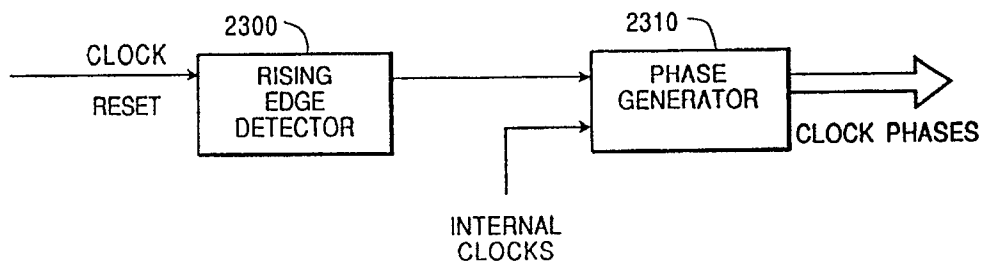 2300
2310
CLOCK
RESET
RISING
EDGE
DETECTOR
PHASE
GENERATOR
CLOCK PHASES
INTERNAL
CLOCKS